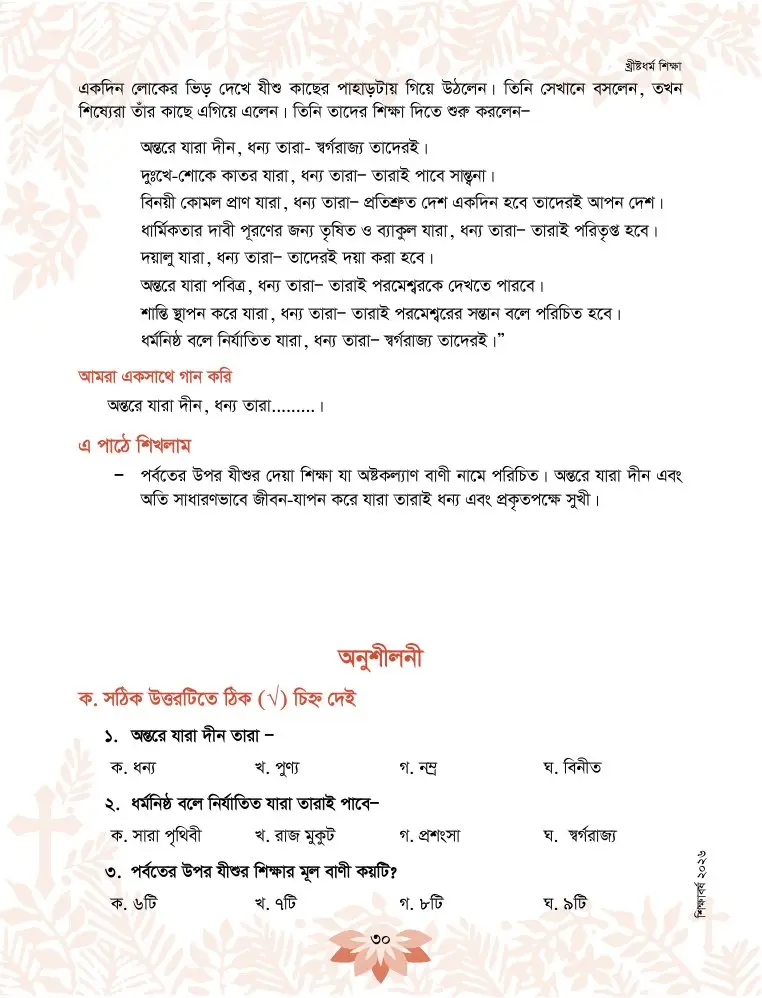 খ্রীষ্টধর্ম শিক্ষা
একদিন লোকের ভিড় দেখে যীশু কাছের পাহাড়টায় গিয়ে উঠলেন। তিনি সেখানে বসলেন, তখন
শিষ্যেরা তাঁর কাছে এগিয়ে এলেন। তিনি তাদের শিক্ষা দিতে শুরু করলেন–
অন্তরে যারা দীন, ধন্য তারা- স্বর্গরাজ্য তাদেরই।
দুঃখে-শোকে কাতর যারা, ধন্য তারা– তারাই পাবে সান্ত্বনা।
বিনয়ী কোমল প্রাণ যারা, ধন্য তারা– প্রতিশ্রুত দেশ একদিন হবে তাদেরই আপন দেশ।
ধার্মিকতার দাবী পূরণের জন্য তৃষিত ও ব্যাকুল যারা, ধন্য তারা– তারাই পরিতৃপ্ত হবে।
দয়ালু যারা, ধন্য তারা– তাদেরই দয়া করা হবে।
অন্তরে যারা পবিত্র, ধন্য তারা– তারাই পরমেশ্বরকে দেখতে পারবে।
শান্তি স্থাপন করে যারা, ধন্য তারা– তারাই পরমেশ্বরের সন্তান বলে পরিচিত হবে।
ধর্মনিষ্ঠ বলে নির্যাতিত যারা, ধন্য তারা– স্বর্গরাজ্য তাদেরই।”
আমরা একসাথে গান করি
অন্তরে যারা দীন, ধন্য তারা.........।
এ পাঠে শিখলাম
– পর্বতের উপর যীশুর দেয়া শিক্ষা যা অষ্টকল্যাণ বাণী নামে পরিচিত। অন্তরে যারা দীন এবং
অতি সাধারণভাবে জীবন-যাপন করে যারা তারাই ধন্য এবং প্রকৃতপক্ষে সুখী।
অনুশীলনী
ক. সঠিক উত্তরটিতে ঠিক (√) চিহ্ন দেই
১. অন্তরে যারা দীন তারা –
ক. ধন্য খ. পুণ্য গ. নম্র ঘ. বিনীত
২. ধর্মনিষ্ঠ বলে নির্যাতিত যারা তারাই পাবে–
ক. সারা পৃথিবী খ. রাজ মুকুট গ. প্রশংসা ঘ. স্বর্গরাজ্য
৩. পর্বতের উপর যীশুর শিক্ষার মূল বাণী কয়টি?
ক. ৬টি খ. ৭টি গ. ৮টি ঘ. ৯টি
শিক্ষাবর্ষ ২০২৬
৩০